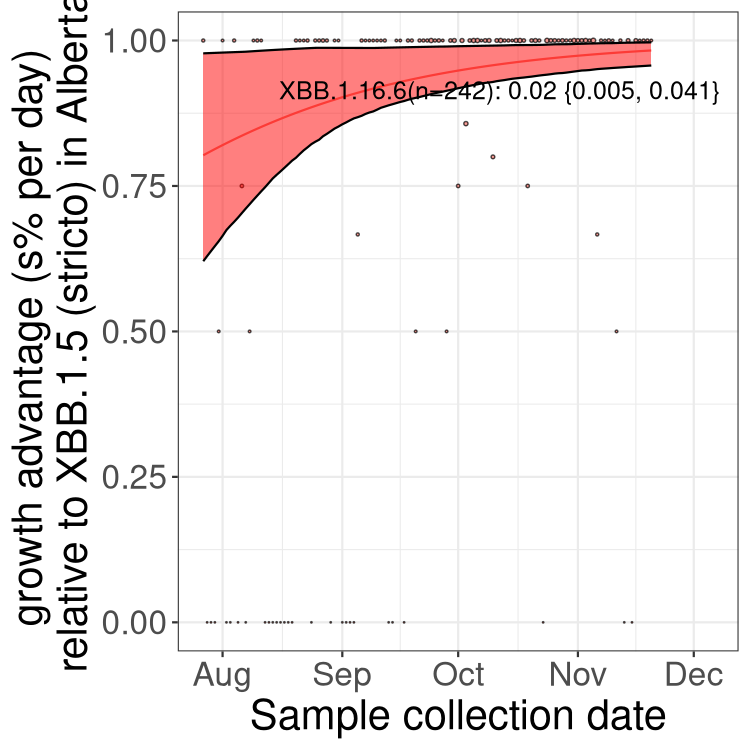 growth advantage (s% per day)
relative to XBB.1.5 (stricto) in Alberta
1.00
0.75
0.50
0.25
0.00
XBB.1.16.6(n=242): 0.02 {0.005, 0.041}
Aug Sep Oct Nov Dec
Sample collection date